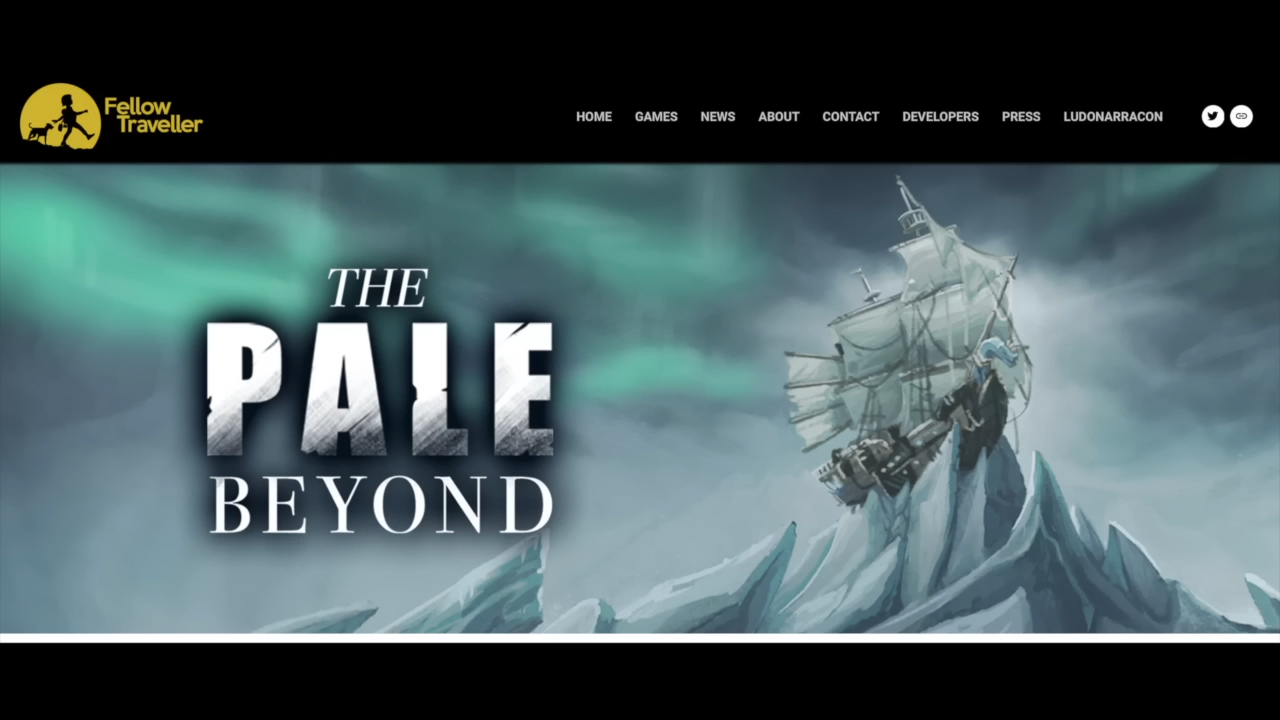 Fellow
Traveller
HOME GAMES NEWS ABOUT CONTACT DEVELOPERS PRESS LUDONARRACON
THE
PALE
BEYOND